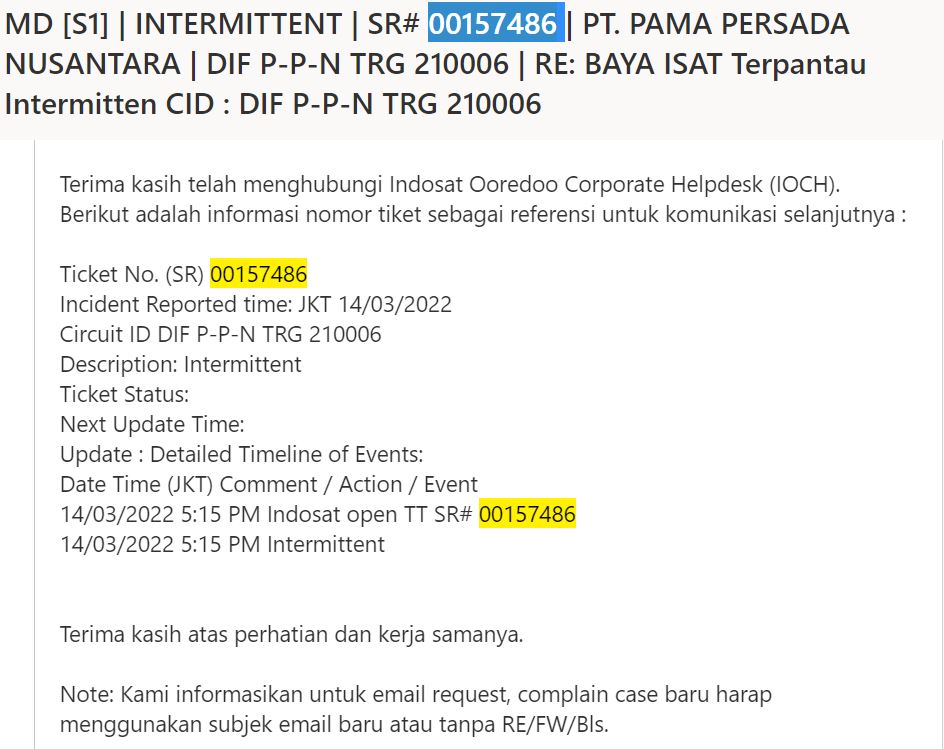 MD [S1] | INTERMITTENT | SR# 00157486 | PT. PAMA PERSADA
NUSANTARA | DIF P-P-N TRG 210006 | RE: BAYA ISAT Terpantau
Intermitten CID : DIF P-P-N TRG 210006
Terima kasih telah menghubungi Indosat Ooredoo Corporate Helpdesk (IOCH).
Berikut adalah informasi nomor tiket sebagai referensi untuk komunikasi selanjutnya :
Ticket No. (SR) 00157486
Incident Reported time: JKT 14/03/2022
Circuit ID DIF P-P-N TRG 210006
Description: Intermittent
Ticket Status:
Next Update Time:
Update : Detailed Timeline of Events:
Date Time (JKT) Comment / Action / Event
14/03/2022 5:15 PM Indosat open TT SR# 00157486
14/03/2022 5:15 PM Intermittent
Terima kasih atas perhatian dan kerja samanya.
Note: Kami informasikan untuk email request, complain case baru harap
menggunakan subjek email baru atau tanpa RE/FW/Bls.